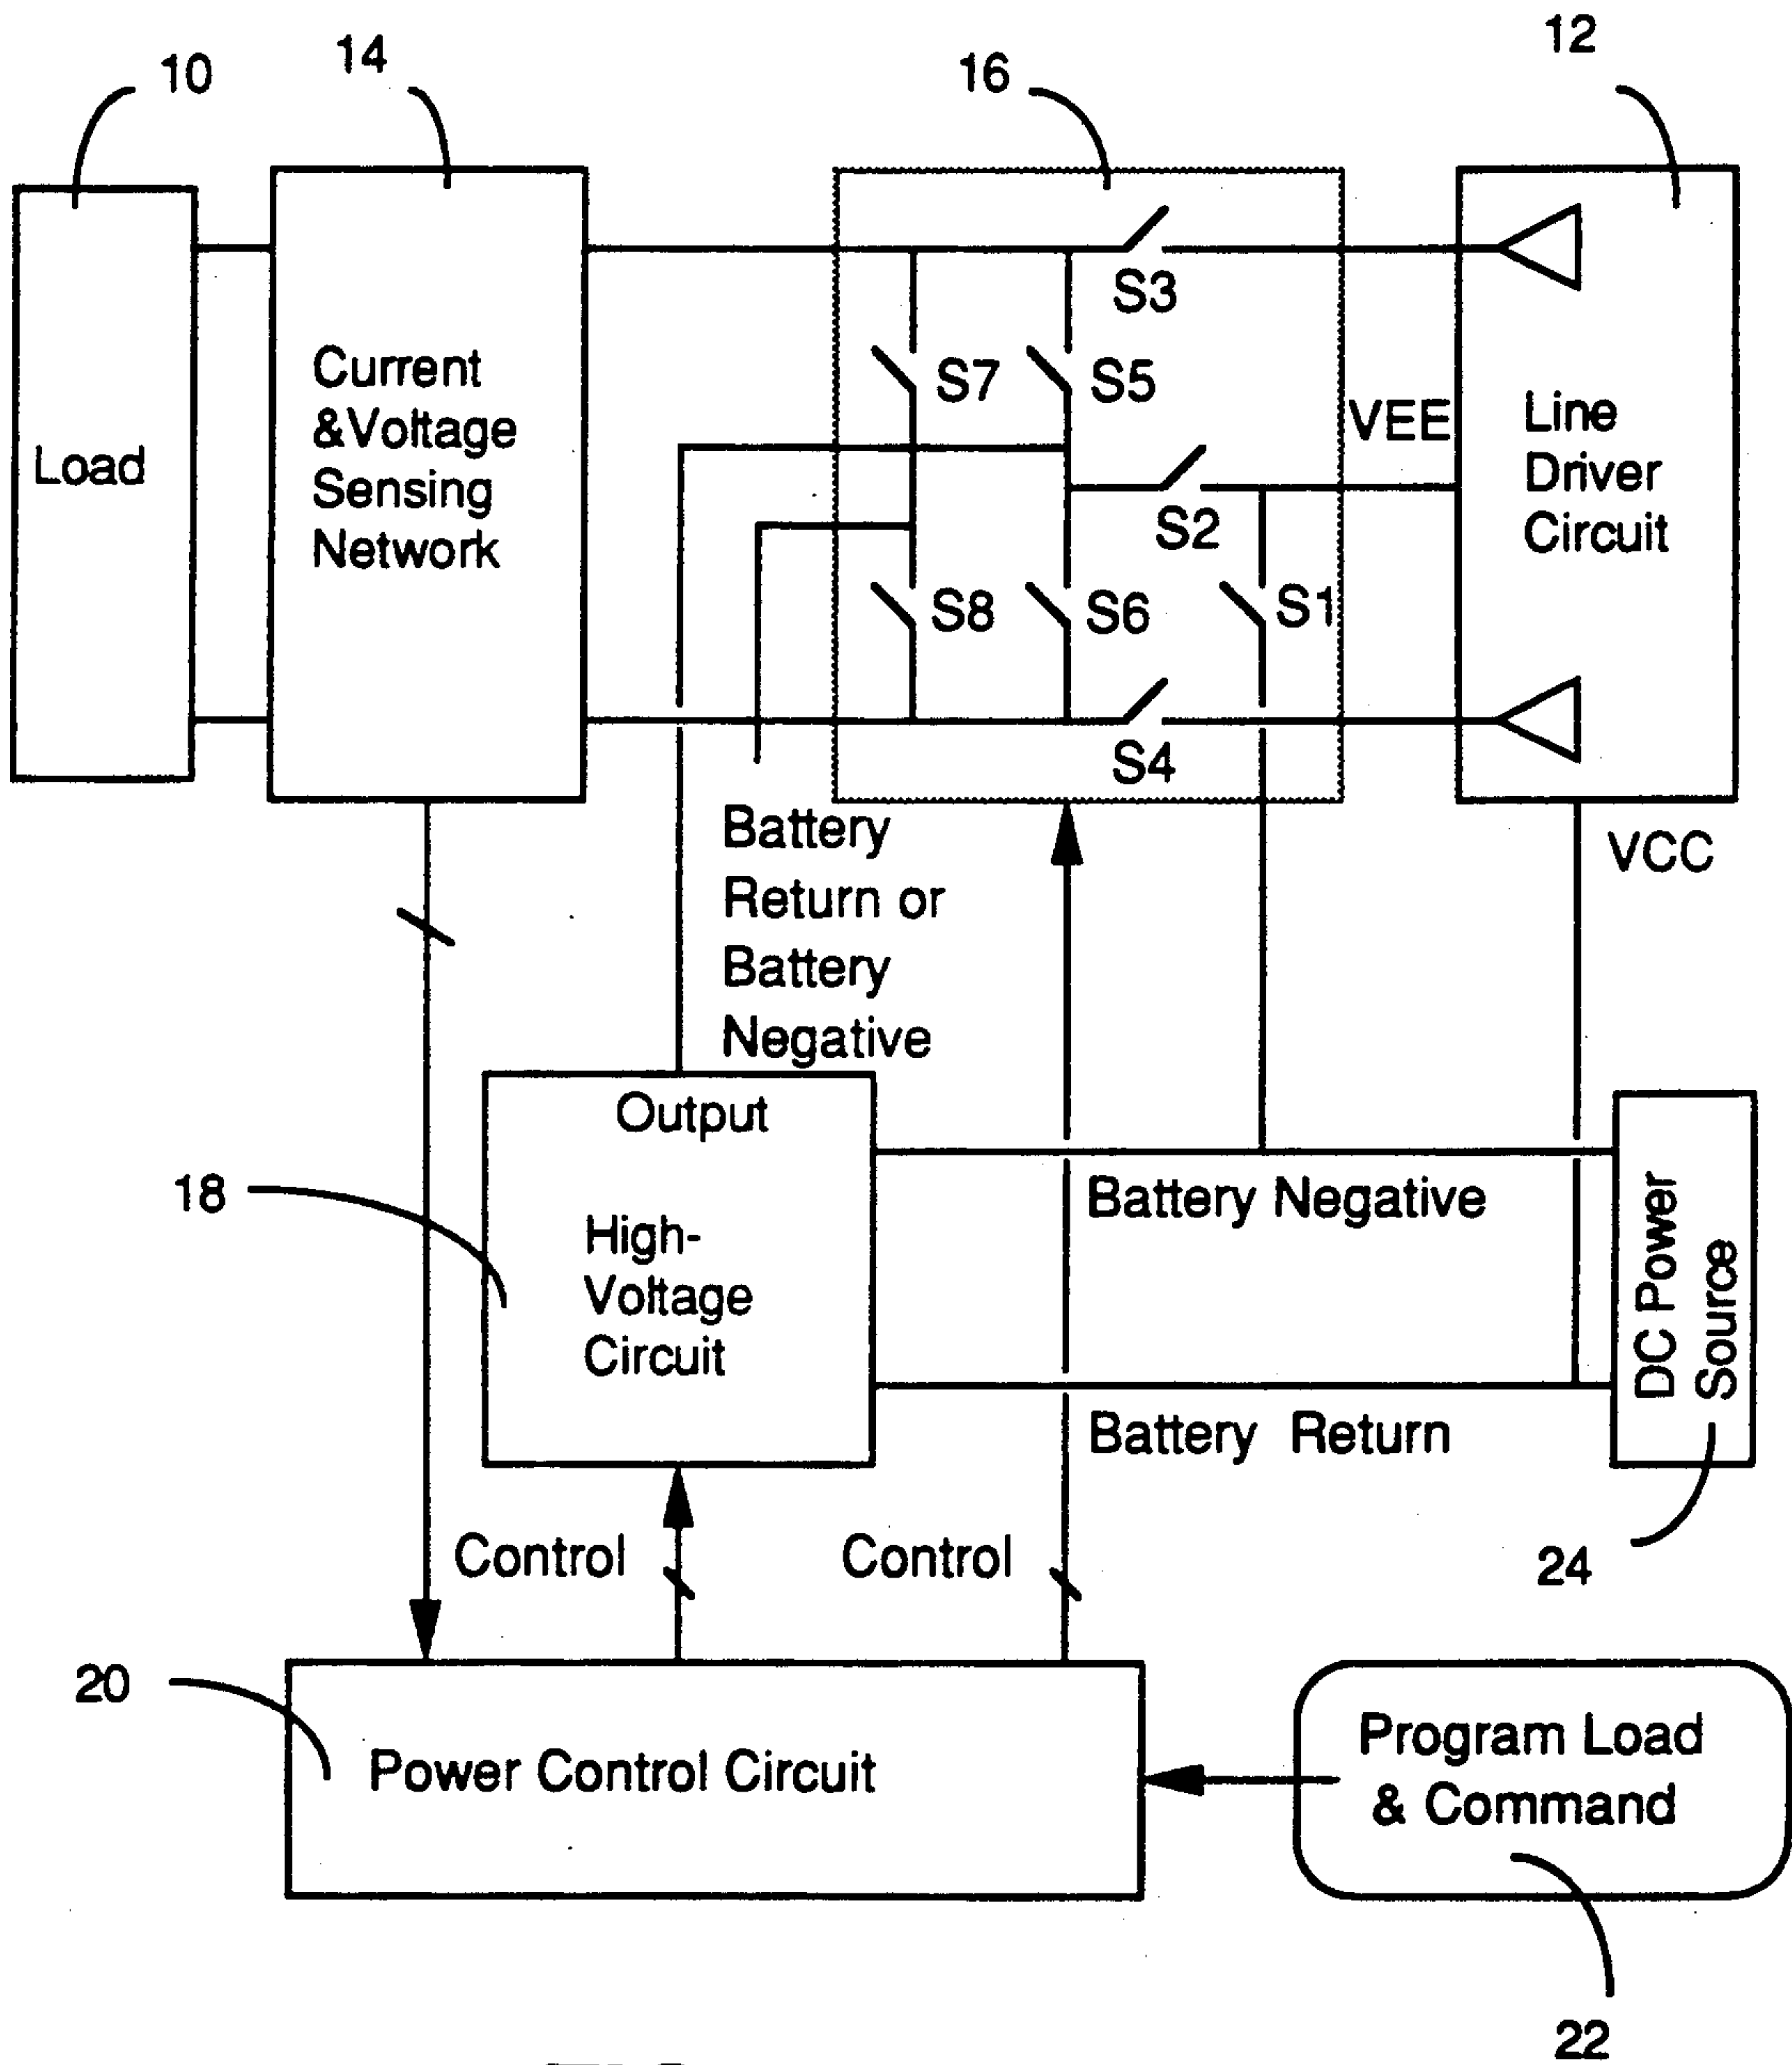 10
14
16
12
Load
Current
&Voltage
Sensing
Network
S3
S7
S5
VEE
S2
S8
S6
S1
S4
Line
Driver
Circuit
VCC
Battery
Return or
Battery
Negative
Output
High-
Voltage
Circuit
18
Battery Negative
Battery Return
DC Power
Source
24
Control
Control
20
Power Control Circuit
Program Load
& Command
22